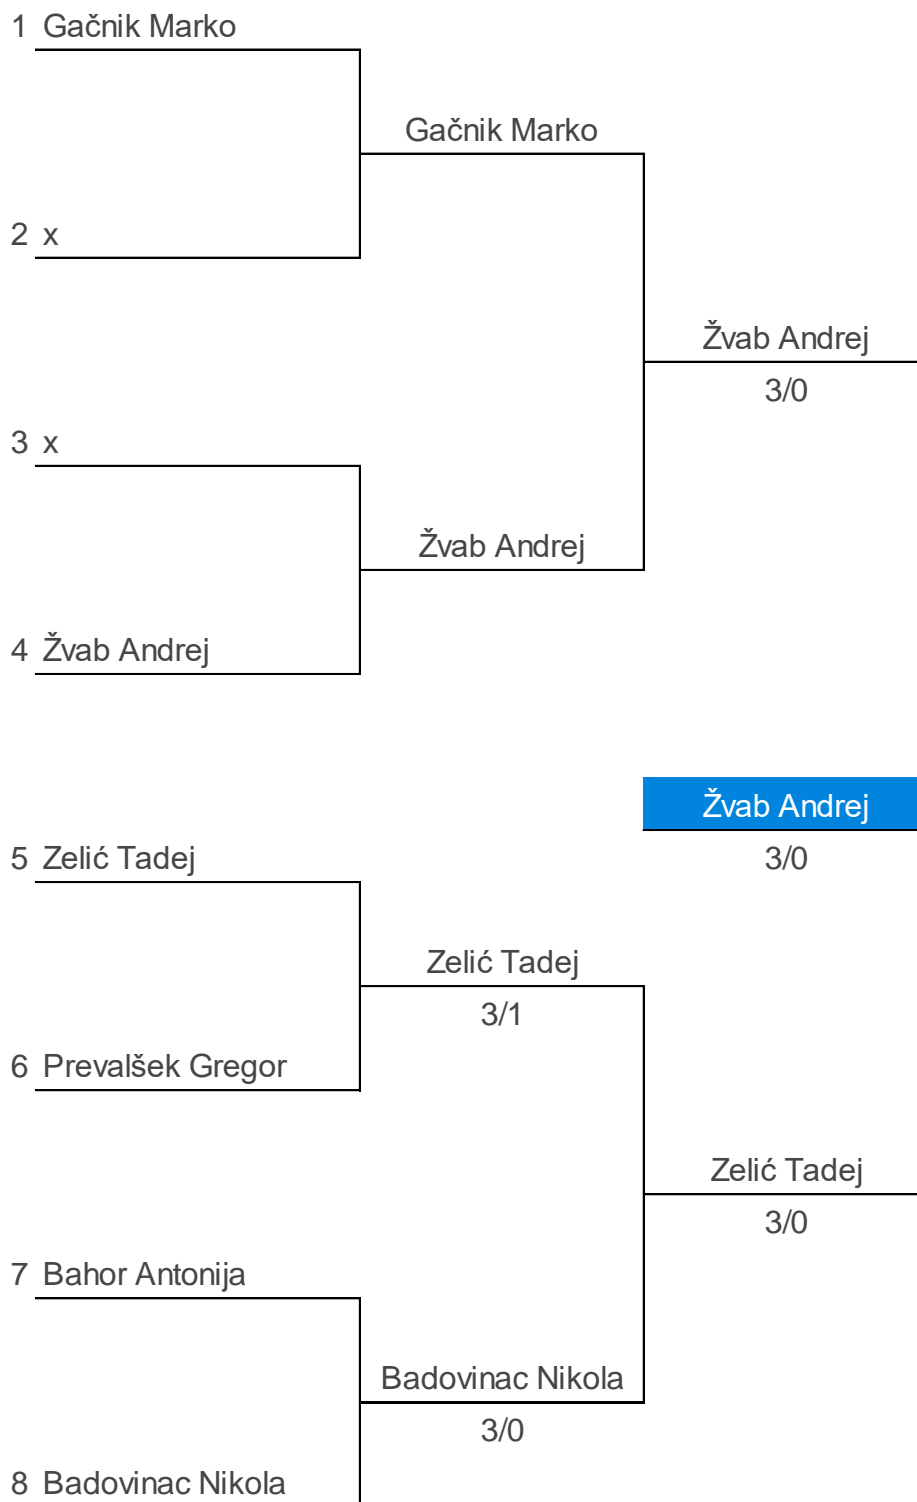 1 Gačnik Marko
Gačnik Marko
2 x
Žvab Andrej
3/0
3 x
Žvab Andrej
4 Žvab Andrej
Žvab Andrej
3/0
5 Zelić Tadej
Zelić Tadej
3/1
6 Prevalšek Gregor
Zelić Tadej
3/0
7 Bahor Antonija
Badovinac Nikola
3/0
8 Badovinac Nikola